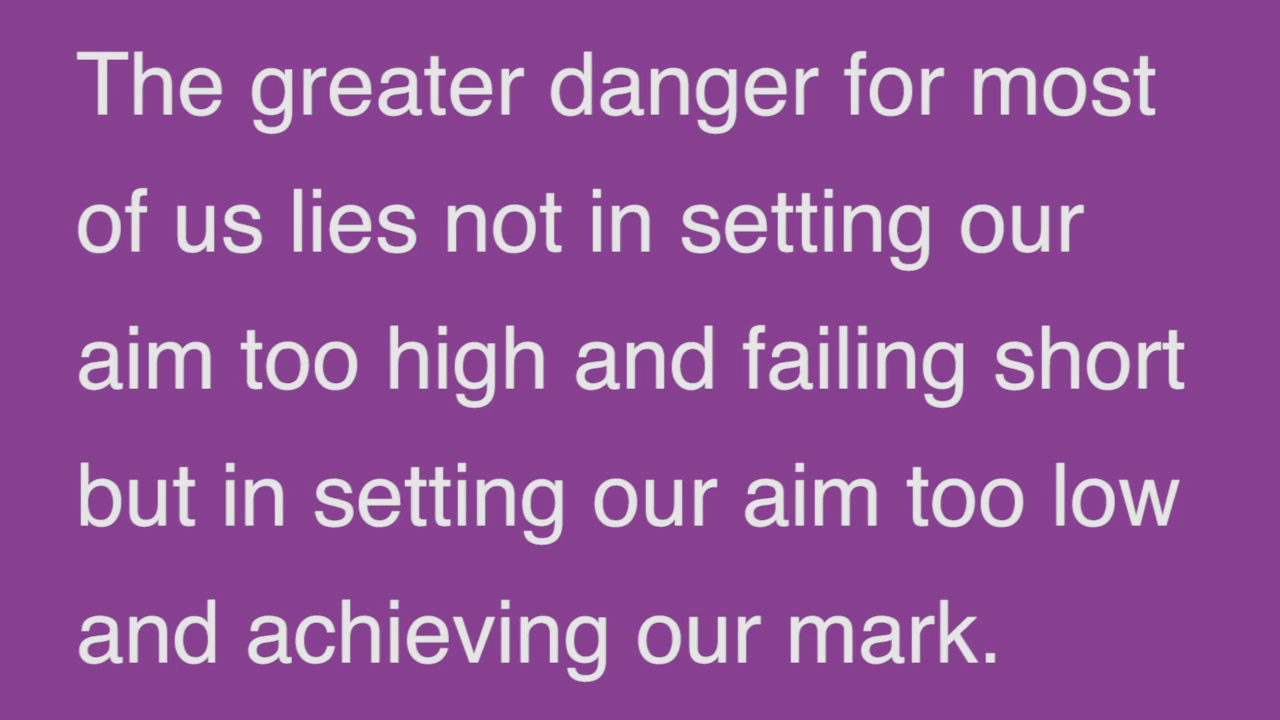 The greater danger for most
of us lies not in setting our
aim too high and failing short
but in setting our aim too low
and achieving our mark.